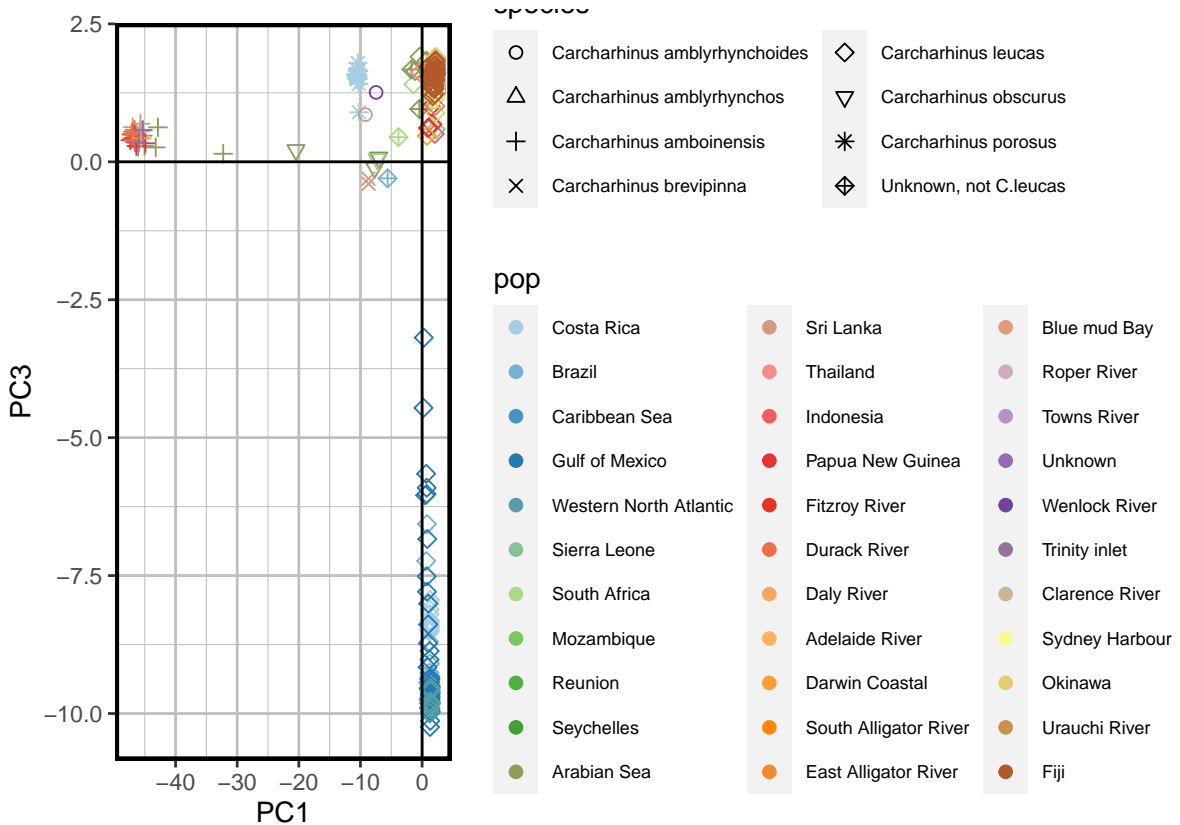 species
Carcharhinus amblyrhynchoides
Carcharhinus amblyrhynchos
Carcharhinus amboinensis
Carcharhinus brevipinna
Carcharhinus leucas
Carcharhinus obscurus
Carcharhinus porosus
Unknown, not C.leucas
pop
Costa Rica
Brazil
Caribbean Sea
Gulf of Mexico
Western North Atlantic
Sierra Leone
South Africa
Mozambique
Reunion
Seychelles
Arabian Sea
Sri Lanka
Thailand
Indonesia
Papua New Guinea
Fitzroy River
Durack River
Daly River
Adelaide River
Darwin Coastal
South Alligator River
East Alligator River
Blue mud Bay
Roper River
Towns River
Unknown
Wenlock River
Trinity inlet
Clarence River
Sydney Harbour
Okinawa
Urauchi River
Fiji
PC3
2.5
0.0
−2.5
−5.0
−7.5
−10.0
−40 −30 −20 −10 0
PC1